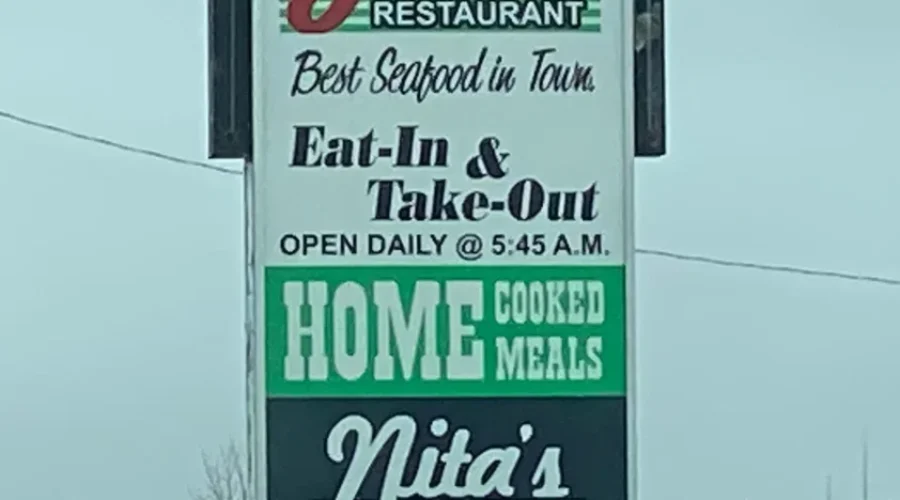 RESTAURANT
Best Seafood in Town.
Eat-In &
Take-Out
OPEN DAILY @ 5:45 A.M.
HOME COOKED
MEALS
Nita's